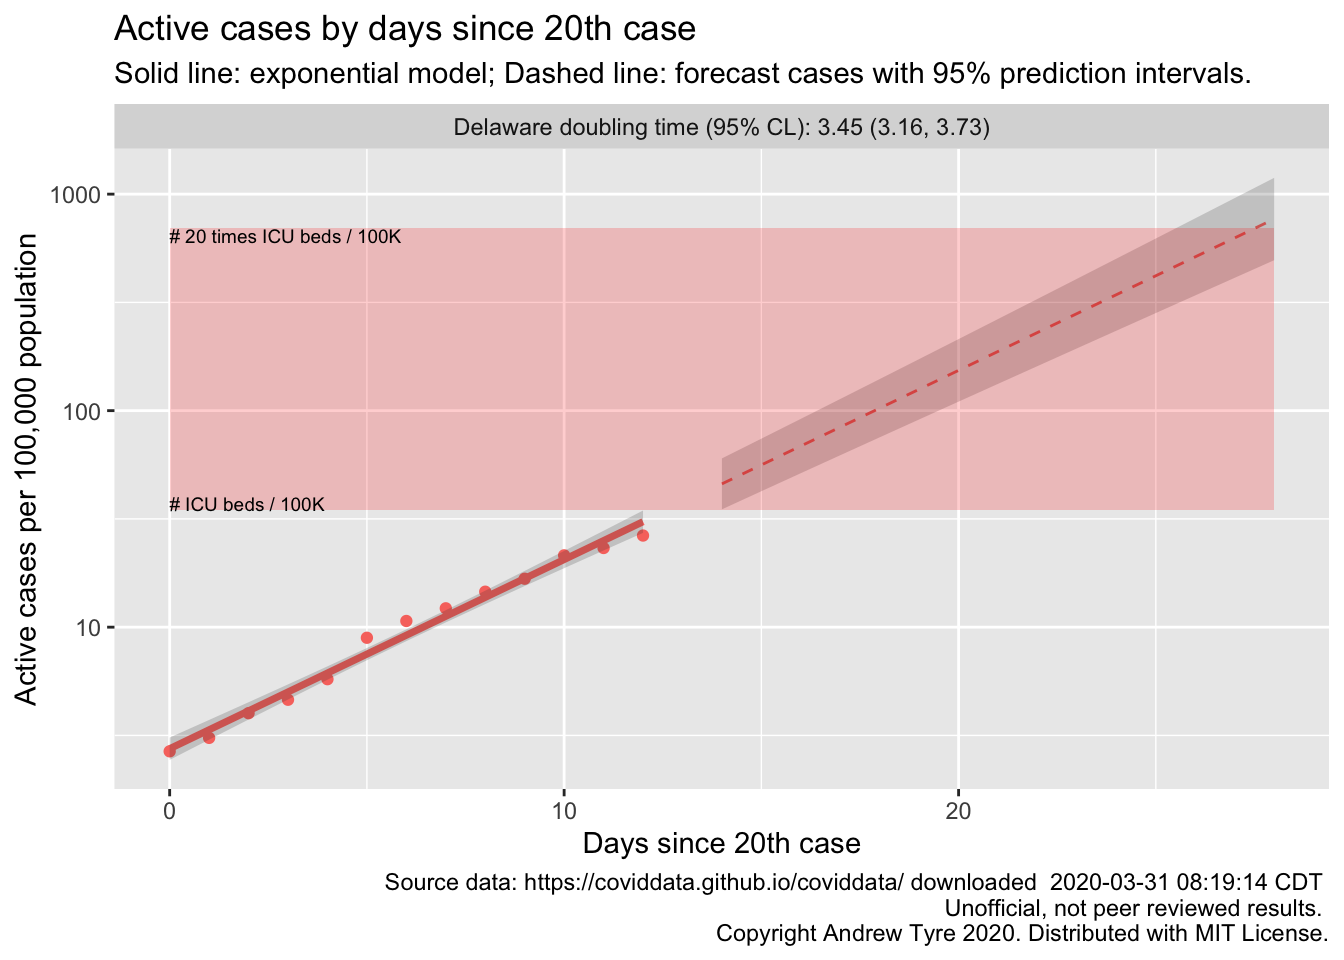 Active cases by days since 20th case
Solid line: exponential model; Dashed line: forecast cases with 95% prediction intervals.
Delaware doubling time (95% CL): 3.45 (3.16, 3.73)
Active cases per 100,000 population
1000
100
10
# 20 times ICU beds / 100K
# ICU beds / 100K
0
10
20
Days since 20th case
Source data: https://coviddata.github.io/coviddata/ downloaded  2020-03-31 08:19:14 CDT
Unofficial, not peer reviewed results.
Copyright Andrew Tyre 2020. Distributed with MIT License.